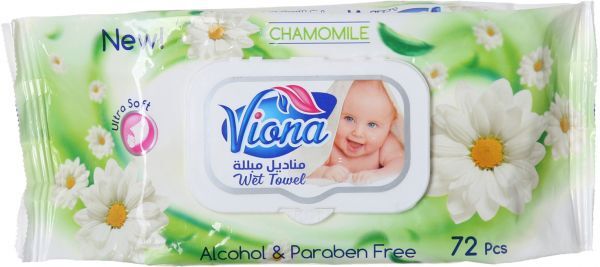 New!
CHAMOMILE
Ultra Soft
Viona
مناديل مبللة
Wet Towel
Alcohol & Paraben Free
72 Pcs